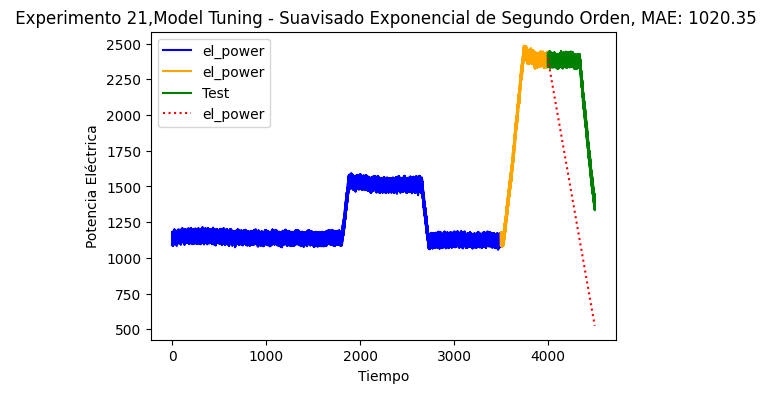 Experimento 21,Model Tuning - Suavisado Exponencial de Segundo Orden, MAE: 1020.35
2500
2250
2000
1750
1500
1250
1000
750
500
Potencia Eléctrica
el_power
el_power
Test
el_power
0
1000
2000
3000
4000
Tiempo